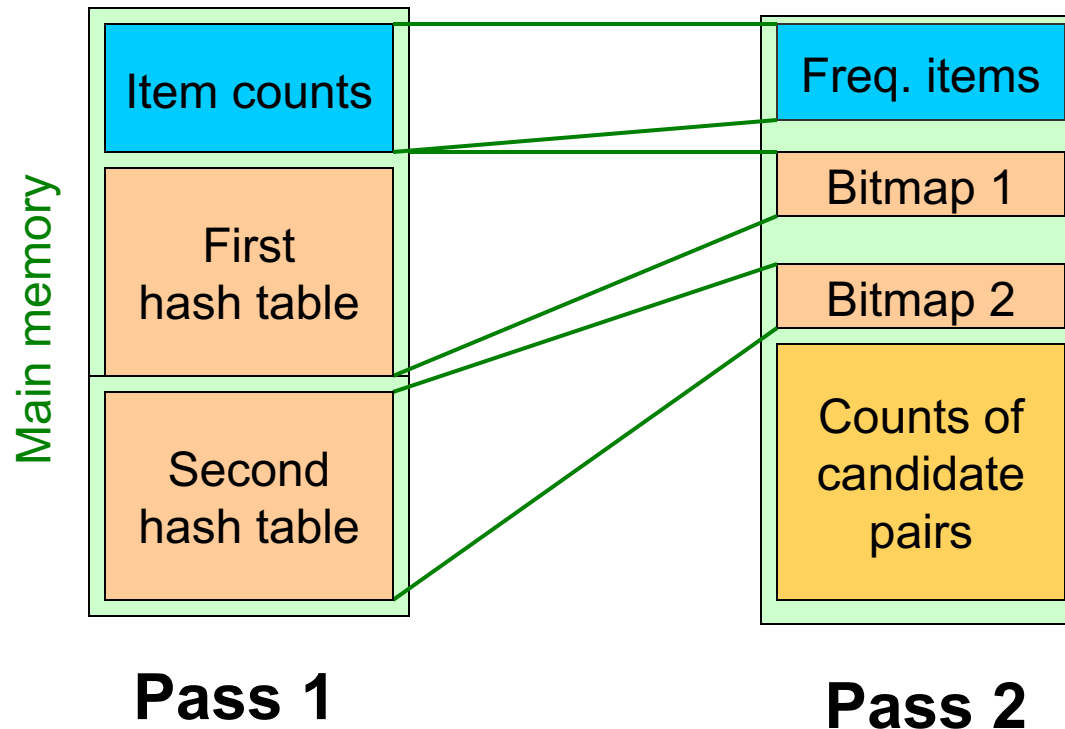 Main memory
Item counts
First
hash table
Second
hash table
Pass 1
Freq. items
Bitmap 1
Bitmap 2
Counts of
candidate
pairs
Pass 2